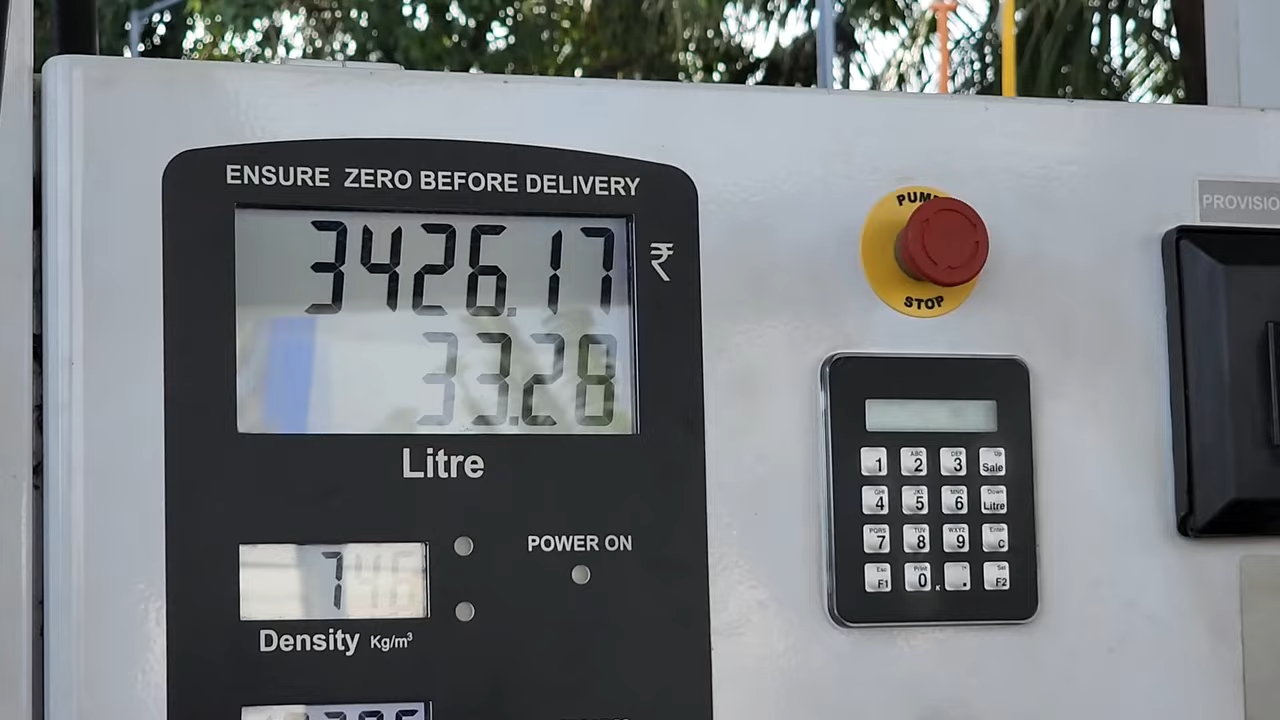 ENSURE ZERO BEFORE DELIVERY
3426.17
₹
33.28
Litre
POWER ON
Density Kg/m³
PUMP
STOP
PROVISIO
1 ABC 2 DEF 3 Up Sale
GHI 4 JKL 5 MNO 6 Down Litre
PQRS 7 TUV 8 WXYZ 9 Enter C
Esc F1 Print 0 . Sel F2